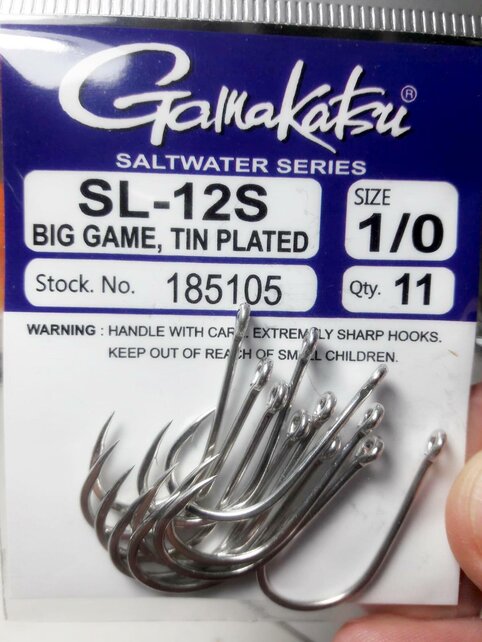 Gamakatsu®
SALTWATER SERIES
SL-12S
BIG GAME, TIN PLATED
SIZE
1/0
Stock. No. 185105
Qty. 11
WARNING : HANDLE WITH CARE. EXTREMELY SHARP HOOKS.
KEEP OUT OF REACH OF SMALL CHILDREN.